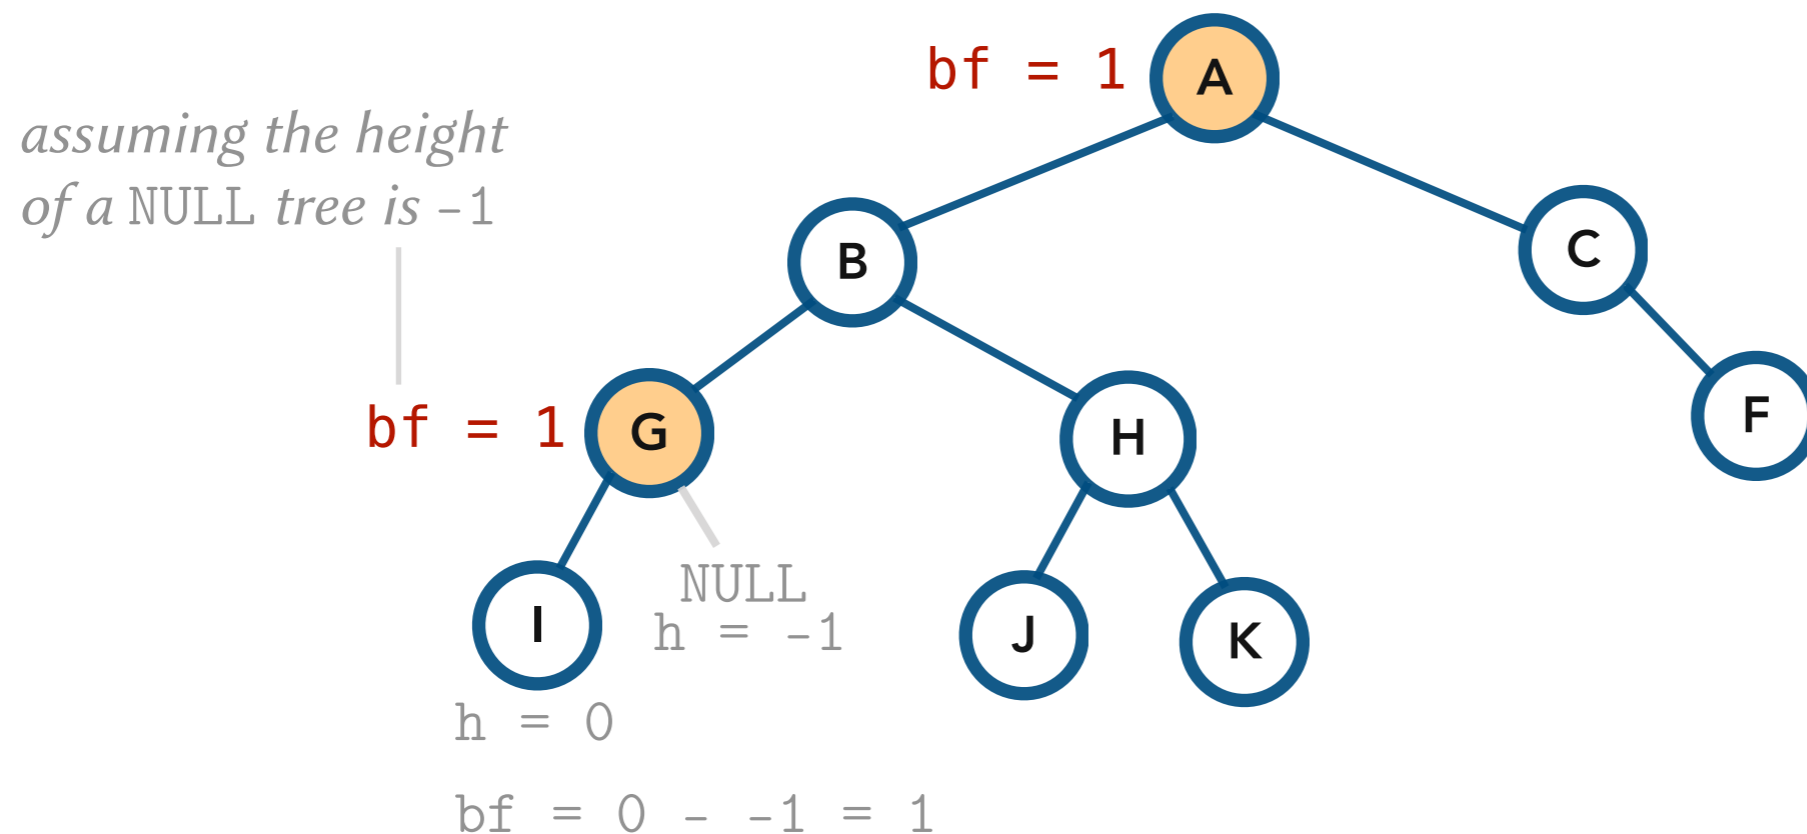 bf = 1
A
assuming the height
of a NULL tree is -1
B
C
bf = 1
G
H
F
NULL
h = -1
I
J
K
h = 0
bf = 0 - -1 = 1